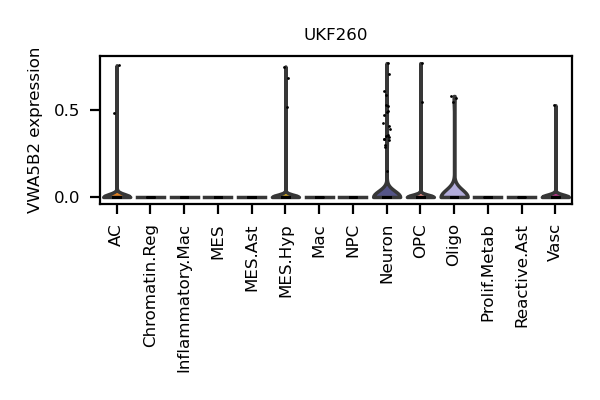 UKF260
VWA5B2 expression
0.5
0.0
AC
Chromatin.Reg
Inflammatory.Mac
MES
MES.Ast
MES.Hyp
Mac
NPC
Neuron
OPC
Oligo
Prolif.Metab
Reactive.Ast
Vasc